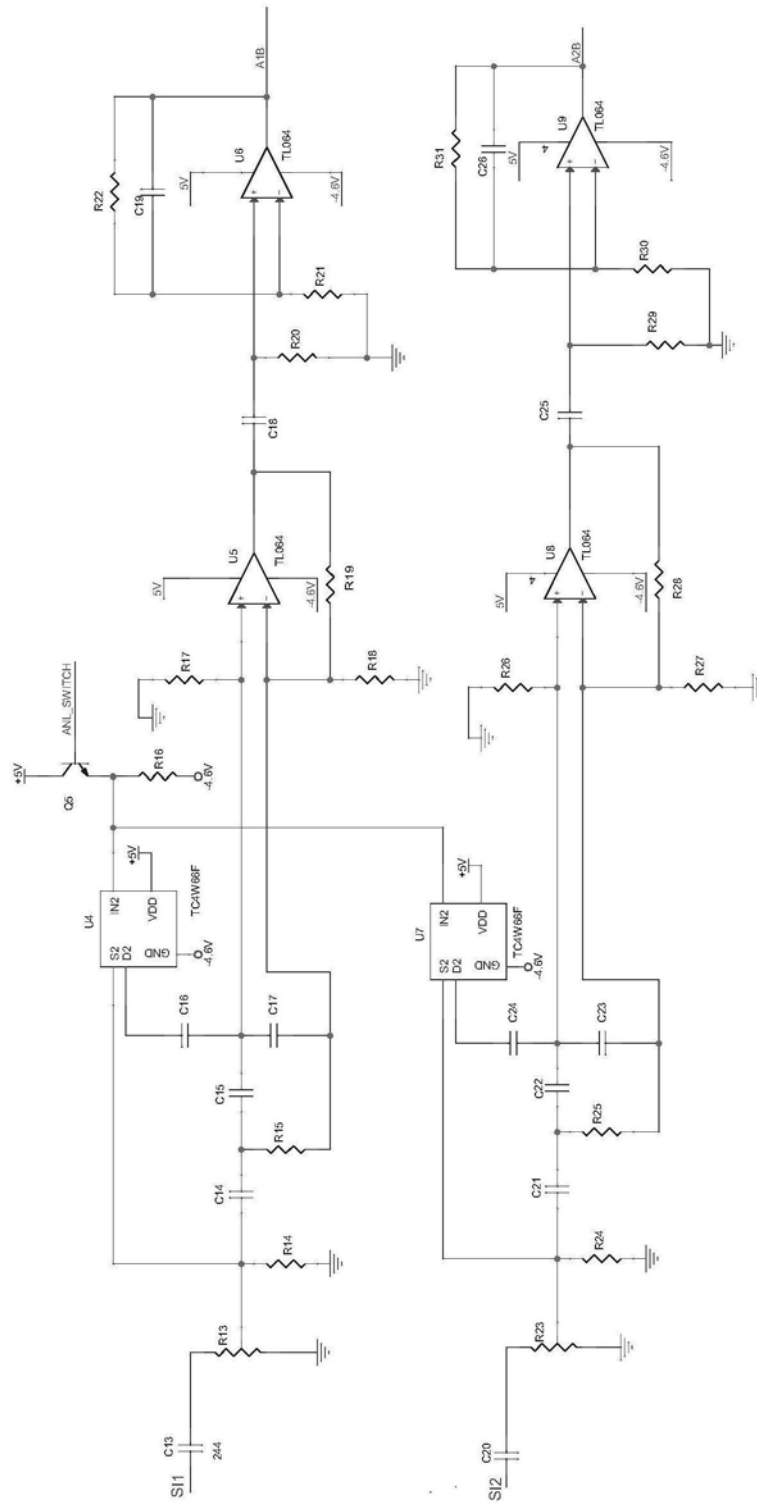 SI1
C13
244
R13
R14
C14
R15
C15
C16
C17
U4
S2
D2
IN2
VDD
GND
TC4W66F
+5V
-4.6V
Q5
+5V
ANL_SWITCH
R16
-4.6V
R17
R18
U5
TL064
5V
+
-
-4.6V
R19
C18
R20
R21
R22
C19
U6
TL064
5V
+
-
-4.6V
A1B
SI2
C20
R23
R24
C21
R25
C22
C24
C23
U7
S2
D2
IN2
VDD
GND
TC4W66F
+5V
-4.6V
R26
R27
U8
TL064
5V
4
+
-
-4.6V
R28
C25
R29
R30
R31
C26
U9
TL064
5V
4
+
-
-4.6V
A2B